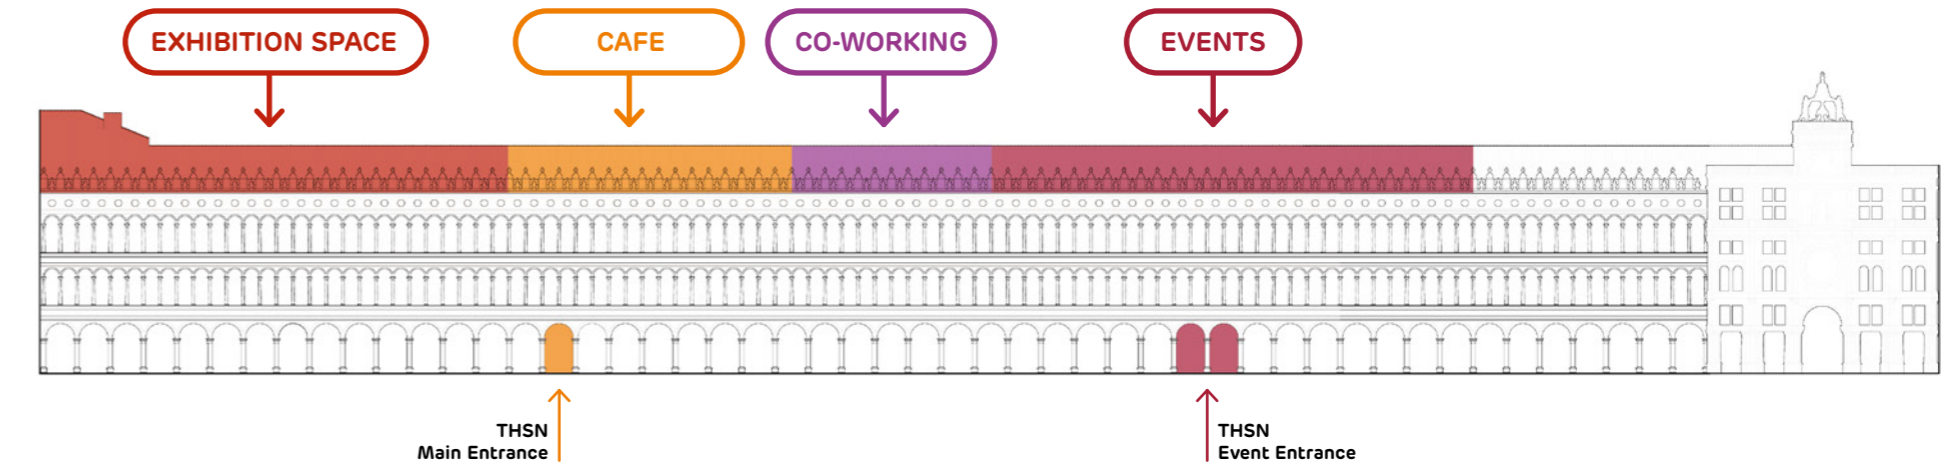 EXHIBITION SPACE
CAFE
CO-WORKING
EVENTS
THSN
Main Entrance
THSN
Event Entrance